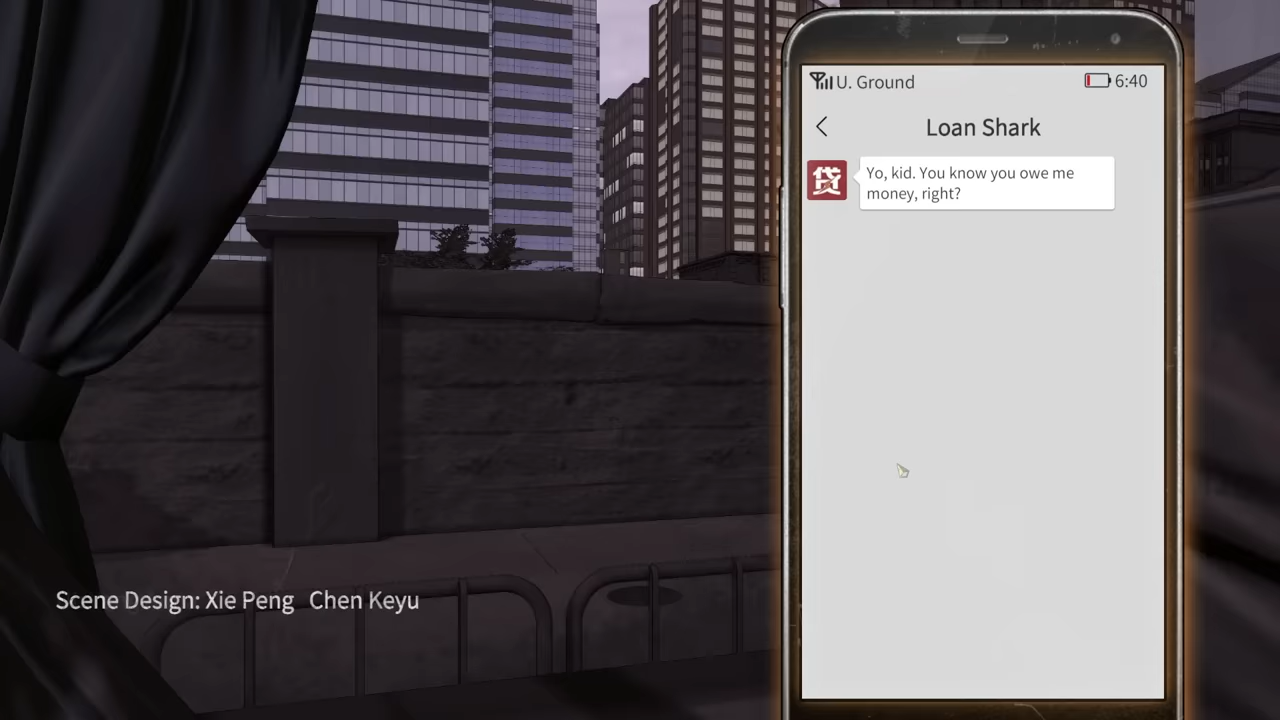 U. Ground
6:40
Loan Shark
贷
Yo, kid. You know you owe me
money, right?
Scene Design: Xie Peng Chen Keyu